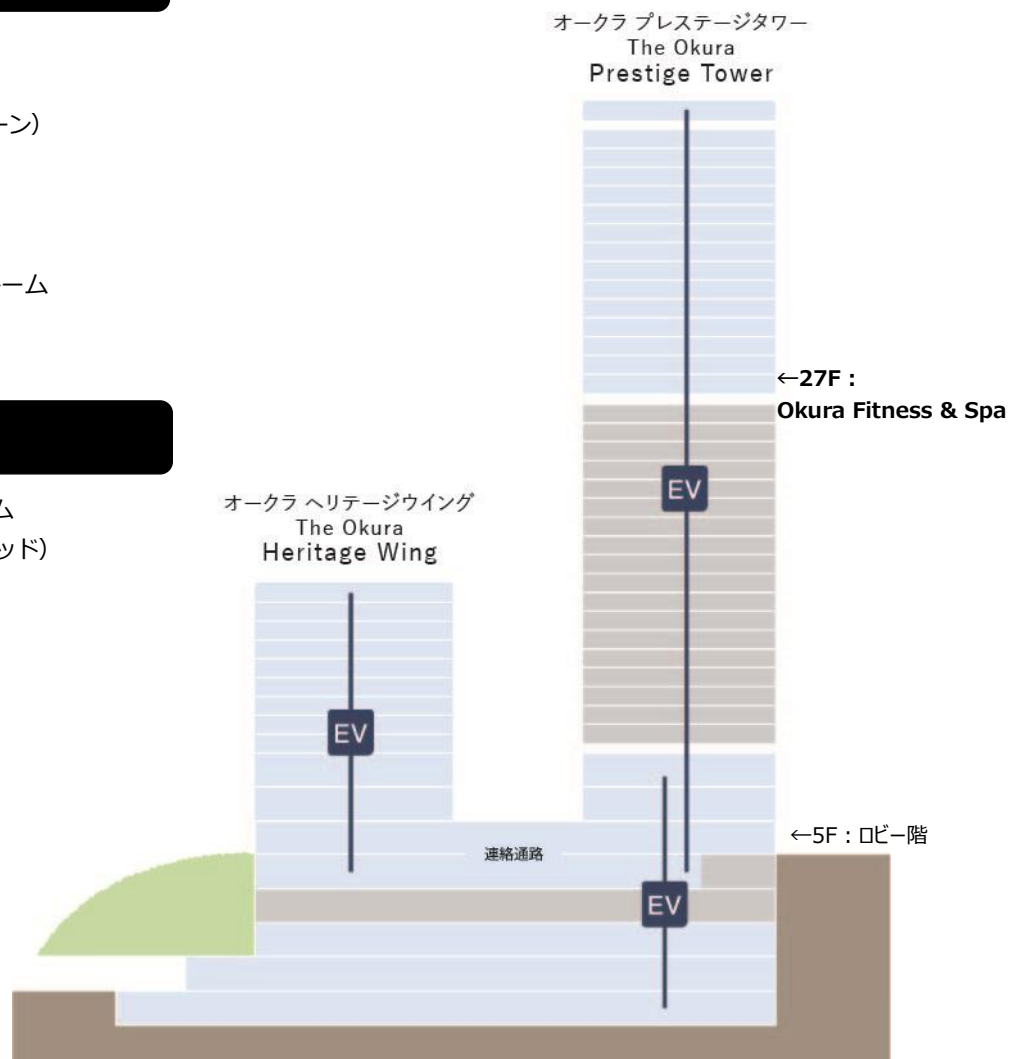 オークラ プレステージタワー
The Okura
Prestige Tower
ーン）
ーム
←27F：
Okura Fitness & Spa
EV
オークラ ヘリテージウイング
The Okura
Heritage Wing
ム
ッド）
EV
←5F：ロビー階
連絡通路
EV